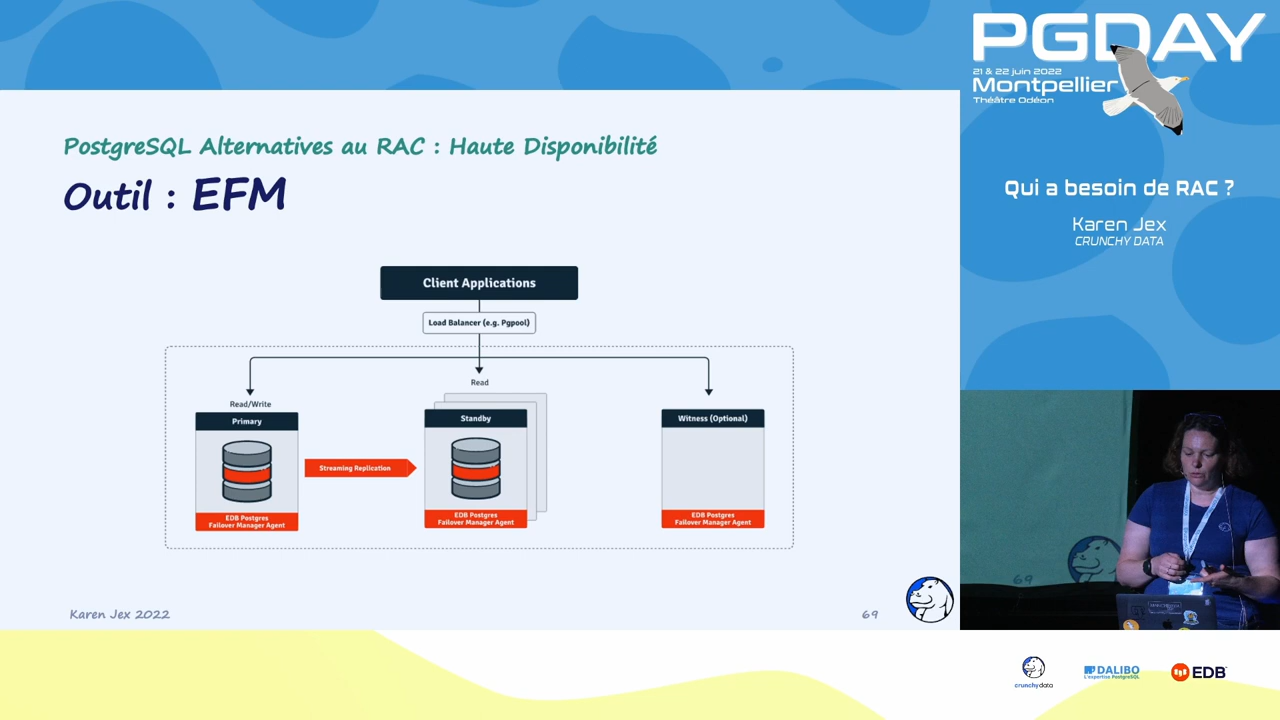 PGDAY
21 & 22 juin 2022
Montpellier
Théâtre Odéon
Qui a besoin de RAC ?
Karen Jex
CRUNCHY DATA
PostgreSQL Alternatives au RAC : Haute Disponibilité
Outil : EFM
Client Applications
Load Balancer (e.g. Pgpool)
Read/Write
Primary
EDB Postgres
Failover Manager Agent
Streaming Replication
Read
Standby
EDB Postgres
Failover Manager Agent
Witness (Optional)
EDB Postgres
Failover Manager Agent
Karen Jex 2022
69
69
crunchydata
DALIBO
L'expertise PostgreSQL
EDB